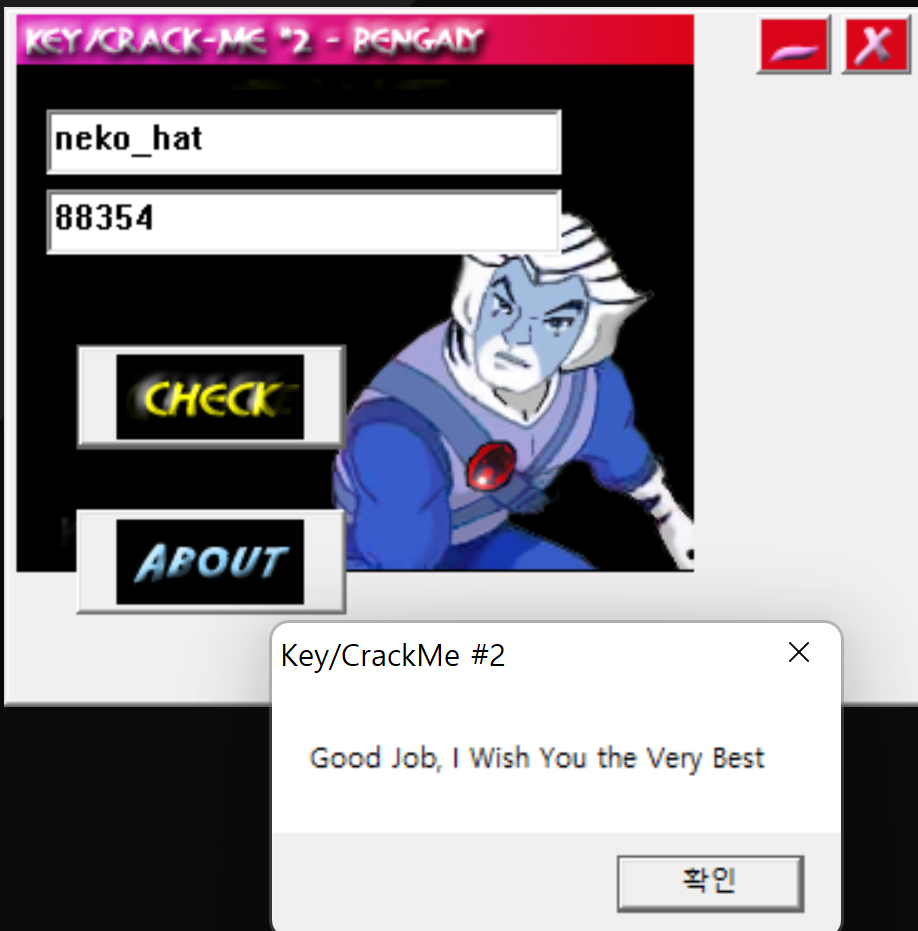 KEY/CRACK-ME #2 - BENGALY
neko_hat
88354
CHECK
ABOUT
Key/CrackMe #2
Good Job, I Wish You the Very Best
확인